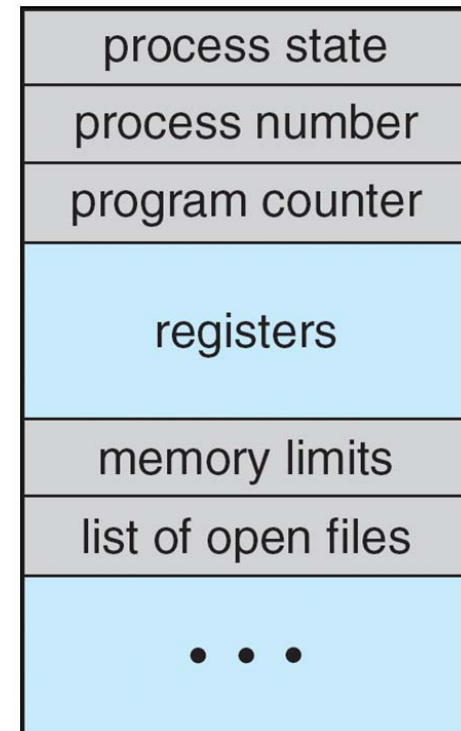 process state
process number
program counter
registers
memory limits
list of open files
• • •